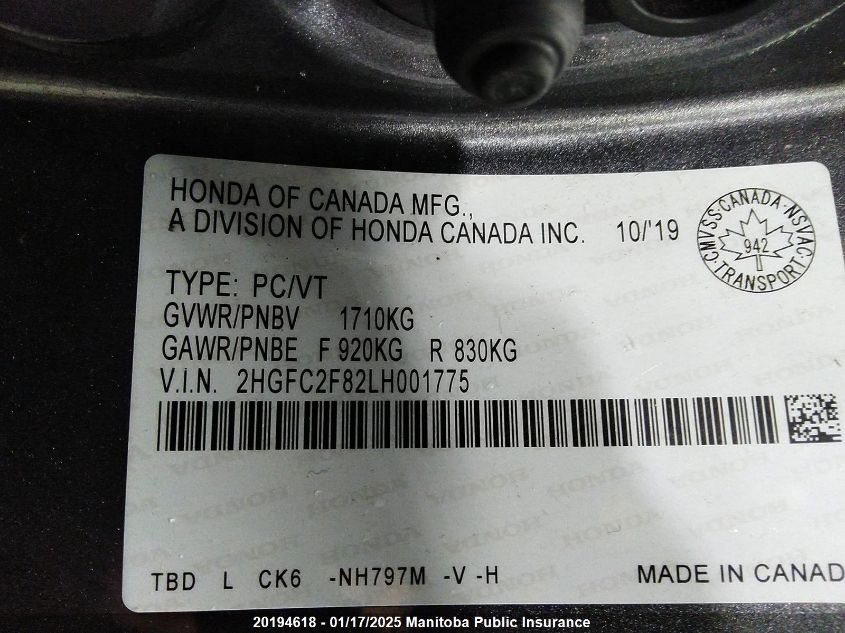 HONDA OF CANADA MFG.,
A DIVISION OF HONDA CANADA INC. 10/'19
CMVSS·CANADA·NSVAC
942
·TRANSPORT·
TYPE: PC/VT
GVWR/PNBV 1710KG
GAWR/PNBE F 920KG R 830KG
V.I.N. 2HGFC2F82LH001775
TBD L CK6 -NH797M -V -H
MADE IN CANAD
20194618 - 01/17/2025 Manitoba Public Insurance